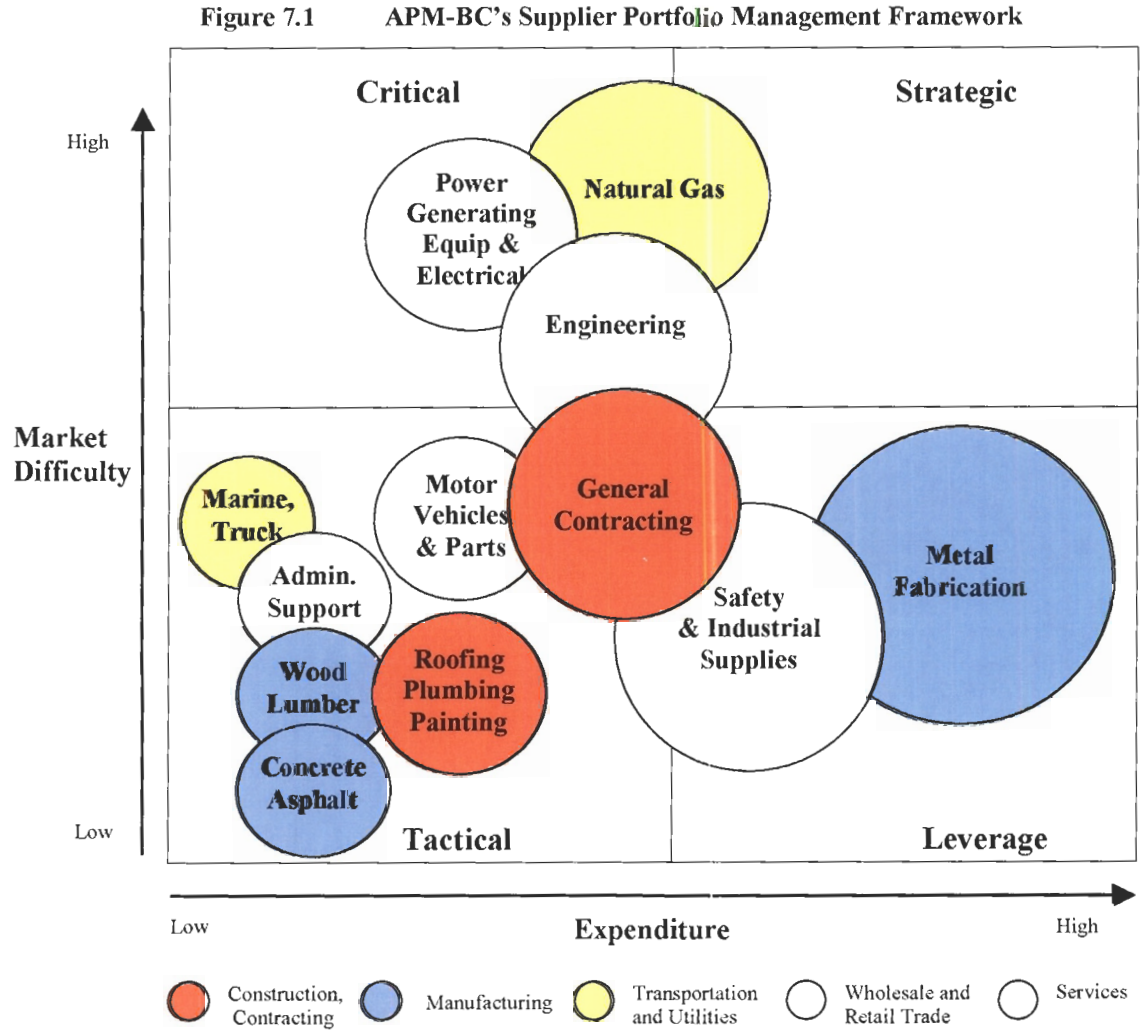 Figure 7.1 APM-BC's Supplier Portfolio Management Framework
Critical
Strategic
High
Power
Generating
Equip &
Electrical
Natural Gas
Engineering
Market
Difficulty
Marine,
Truck
Motor
Vehicles
& Parts
General
Contracting
Metal
Fabrication
Admin.
Support
Safety
& Industrial
Supplies
Wood
Lumber
Roofing
Plumbing
Painting
Concrete
Asphalt
Low
Tactical
Leverage
Low
Expenditure
High
Construction,
Contracting
Manufacturing
Transportation
and Utilities
Wholesale and
Retail Trade
Services